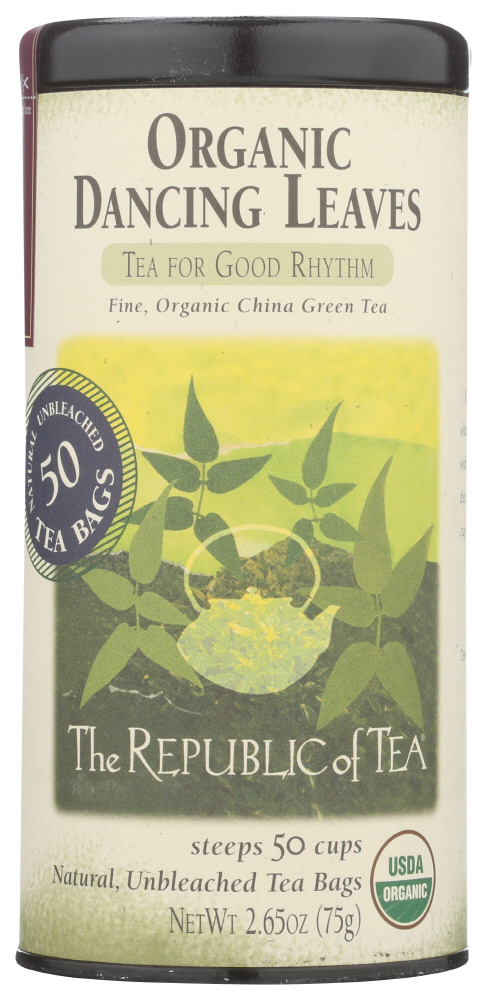 ORGANIC
DANCING LEAVES
TEA FOR GOOD RHYTHM
Fine, Organic China Green Tea
NATURAL UNBLEACHED
50
TEA BAGS
The REPUBLIC of TEA®
steeps 50 cups
Natural, Unbleached Tea Bags
NETWT 2.65OZ (75g)
USDA
ORGANIC